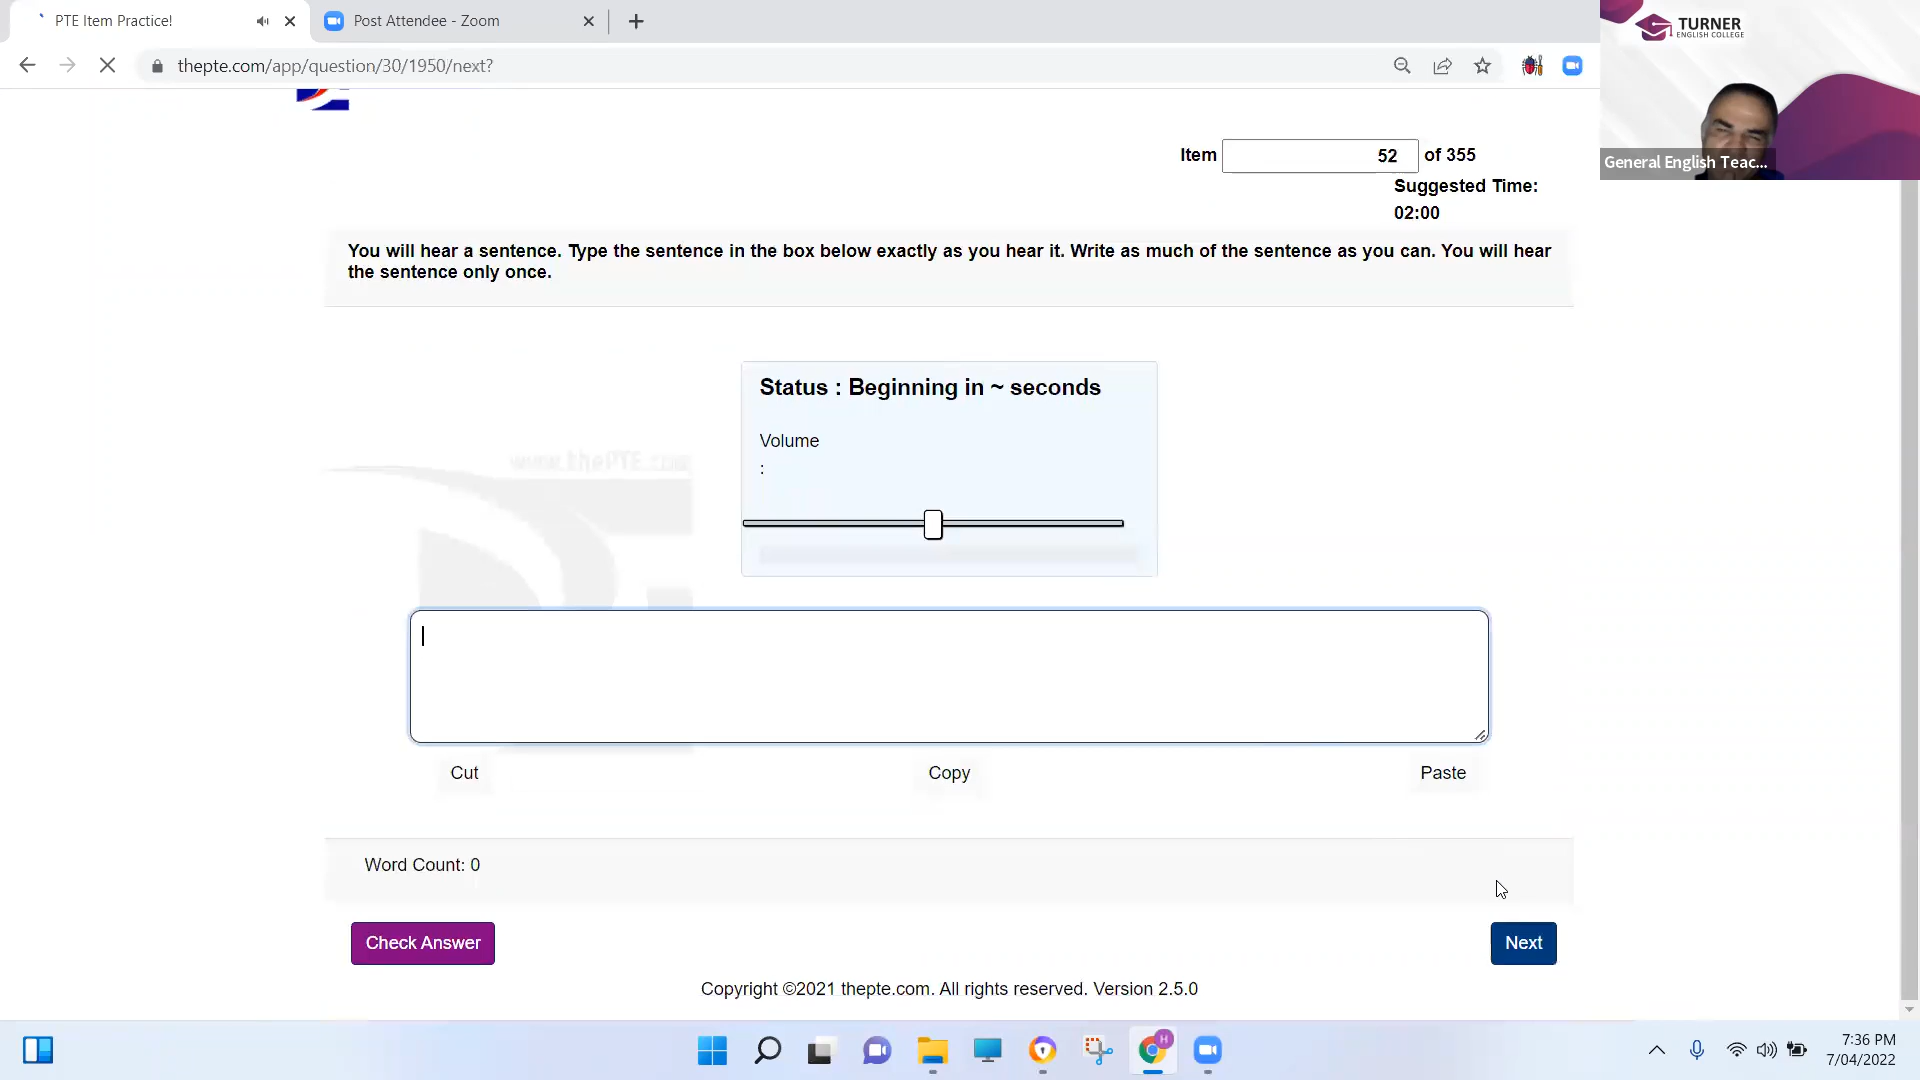 PTE Item Practice!
Post Attendee - Zoom
thepte.com/app/question/30/1950/next?
TURNER
ENGLISH COLLEGE
General English Teac...
Item 52 of 355
Suggested Time:
02:00
You will hear a sentence. Type the sentence in the box below exactly as you hear it. Write as much of the sentence as you can. You will hear
the sentence only once.
Status : Beginning in ~ seconds
Volume
:
www.thePTE.com
Cut Copy Paste
Word Count: 0
Check Answer
Next
Copyright ©2021 thepte.com. All rights reserved. Version 2.5.0
H
7:36 PM
7/04/2022